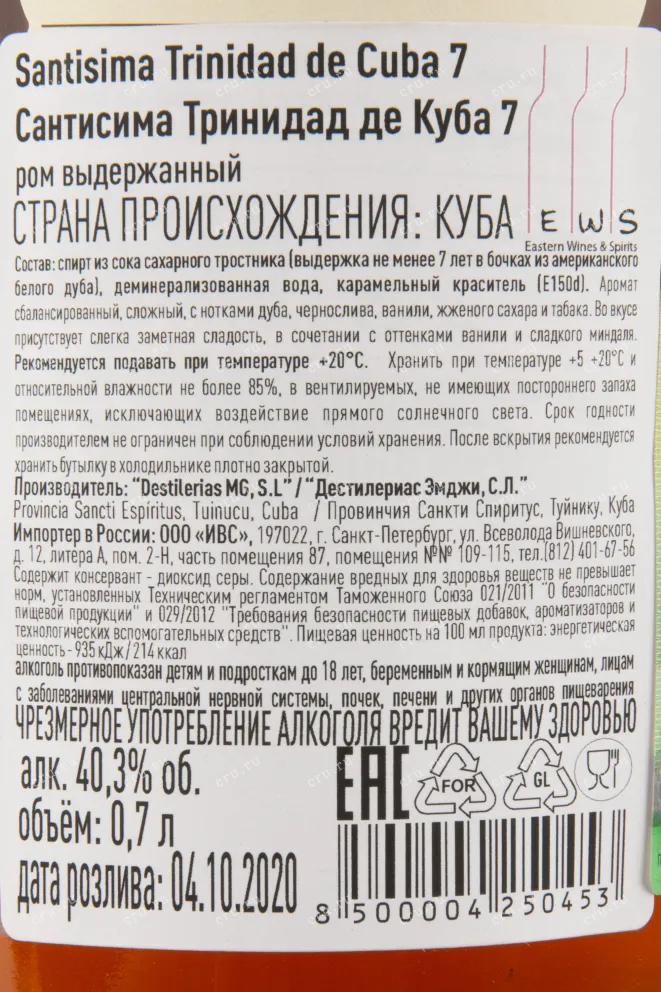 Santisima Trinidad de Cuba 7
Сантисима Тринидад де Куба 7
ром выдержанный
СТРАНА ПРОИСХОЖДЕНИЯ: КУБА
E W S
Eastern Wines & Spirits
Состав: спирт из сока сахарного тростника (выдержка не менее 7 лет в бочках из американского
белого дуба), деминерализованная вода, карамельный краситель (E150d). Аромат
сбалансированный, сложный, с нотками дуба, чернослива, ванили, жженого сахара и табака. Во вкусе
присутствует слегка заметная сладость, в сочетании с оттенками ванили и сладкого миндаля.
Рекомендуется подавать при температуре +20°С. Хранить при температуре +5 +20°С и
относительной влажности не более 85%, в вентилируемых, не имеющих постороннего запаха
помещениях, исключающих воздействие прямого солнечного света. Срок годности
производителем не ограничен при соблюдении условий хранения. После вскрытия рекомендуется
хранить бутылку в холодильнике плотно закрытой.
Производитель: "Destilerias MG, S.L" / "Дестилериас Эмджи, С.Л."
Provincia Sancti Espíritus, Tuinucu, Cuba / Провинчия Санкти Спиритус, Туйнику, Куба
Импортер в России: ООО «ИВС», 197022, г. Санкт-Петербург, ул. Всеволода Вишневского,
д. 12, литера А, пом. 2-Н, часть помещения 87, помещения №№ 109-115, тел.(812) 401-67-56
Содержит консервант - диоксид серы. Содержание вредных для здоровья веществ не превышает
норм, установленных Техническим регламентом Таможенного Союза 021/2011 "О безопасности
пищевой продукции" и 029/2012 "Требования безопасности пищевых добавок, ароматизаторов и
технологических вспомогательных средств". Пищевая ценность на 100 мл продукта: энергетическая
ценность - 935 кДж/ 214 ккал
алкоголь противопоказан детям и подросткам до 18 лет, беременным и кормящим женщинам, лицам
с заболеваниями центральной нервной системы, почек, печени и других органов пищеварения
ЧРЕЗМЕРНОЕ УПОТРЕБЛЕНИЕ АЛКОГОЛЯ ВРЕДИТ ВАШЕМУ ЗДОРОВЬЮ
алк. 40,3% об.
объём: 0,7 л
дата розлива: 04.10.2020
EAC
FOR
GL
8 500004 250453